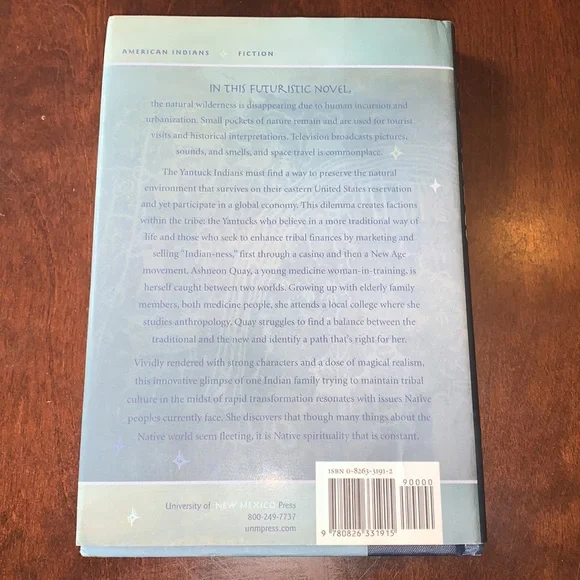 AMERICAN INDIANS FICTION
IN THIS FUTURISTIC NOVEL,
the natural wilderness is disappearing due to human incursion and
urbanization. Small pockets of nature remain and are used for tourist
visits and historical interpretations. Television broadcasts pictures,
sounds, and smells, and space travel is commonplace.
The Yantuck Indians must find a way to preserve the natural
environment that survives on their eastern United States reservation
and yet participate in a global economy. This dilemma creates factions
within the tribe: the Yantucks who believe in a more traditional way of
life and those who seek to enhance tribal finances by marketing and
selling "Indian-ness," first through a casino and then a New Age
movement. Ashneon Quay, a young medicine woman-in-training, is
herself caught between two worlds. Growing up with elderly family
members, both medicine people, she attends a local college where she
studies anthropology. Quay struggles to find a balance between the
traditional and the new and identify a path that's right for her.
Vividly rendered with strong characters and a dose of magical realism,
this innovative glimpse of one Indian family trying to maintain tribal
culture in the midst of rapid transformation resonates with issues Native
peoples currently face. She discovers that though many things about the
Native world seem fleeting, it is Native spirituality that is constant.
ISBN 0-8263-3191-2
90000
9 780826 331915
University of NEW MEXICO Press
800-249-7737
unmpress.com